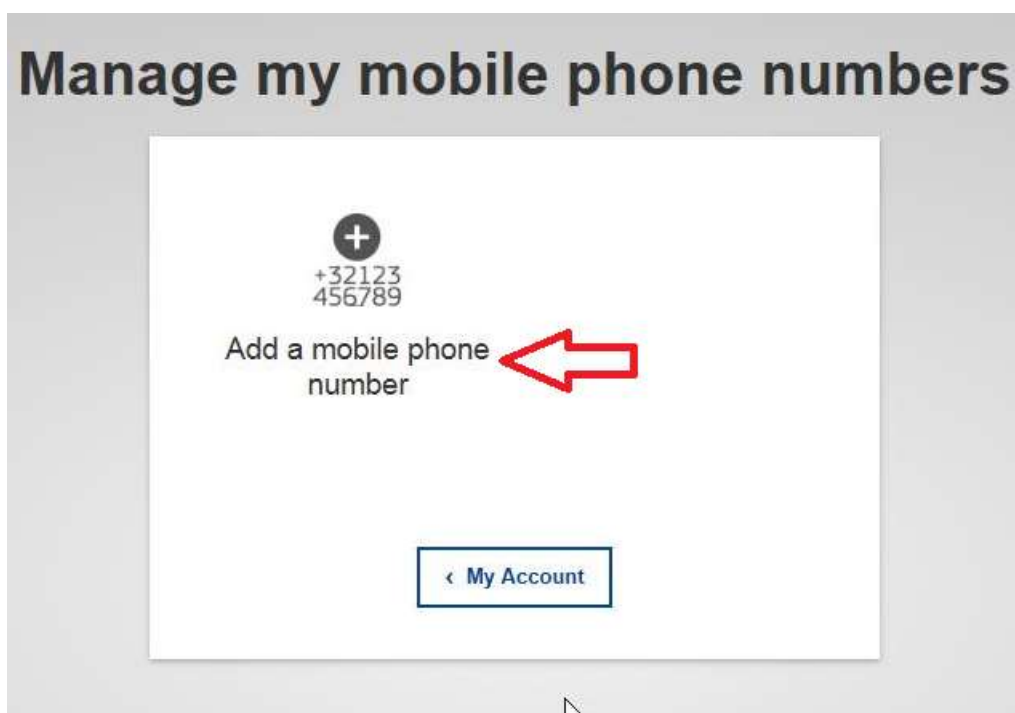 Manage my mobile phone numbers
+32123
456789
Add a mobile phone
number
‹ My Account